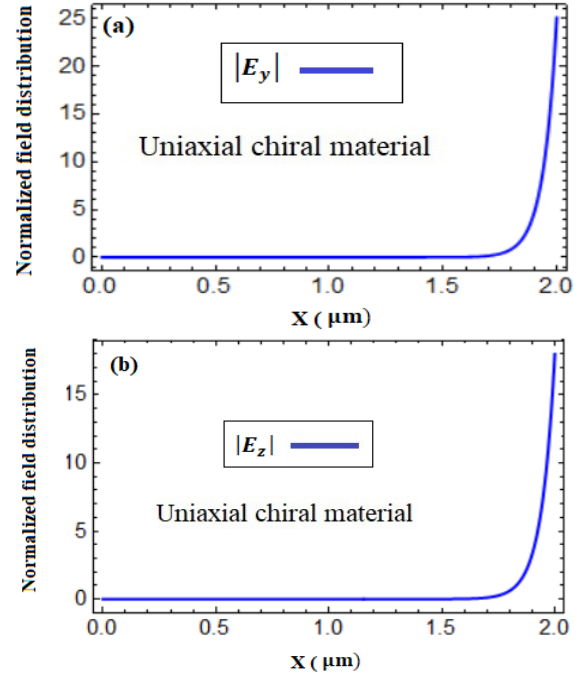 (a)
|E_y|
Uniaxial chiral material
Normalized field distribution
25
20
15
10
5
0
0.0 0.5 1.0 1.5 2.0
X ( μm)
(b)
|E_z|
Uniaxial chiral material
Normalized field distribution
15
10
5
0
0.0 0.5 1.0 1.5 2.0
X ( μm)